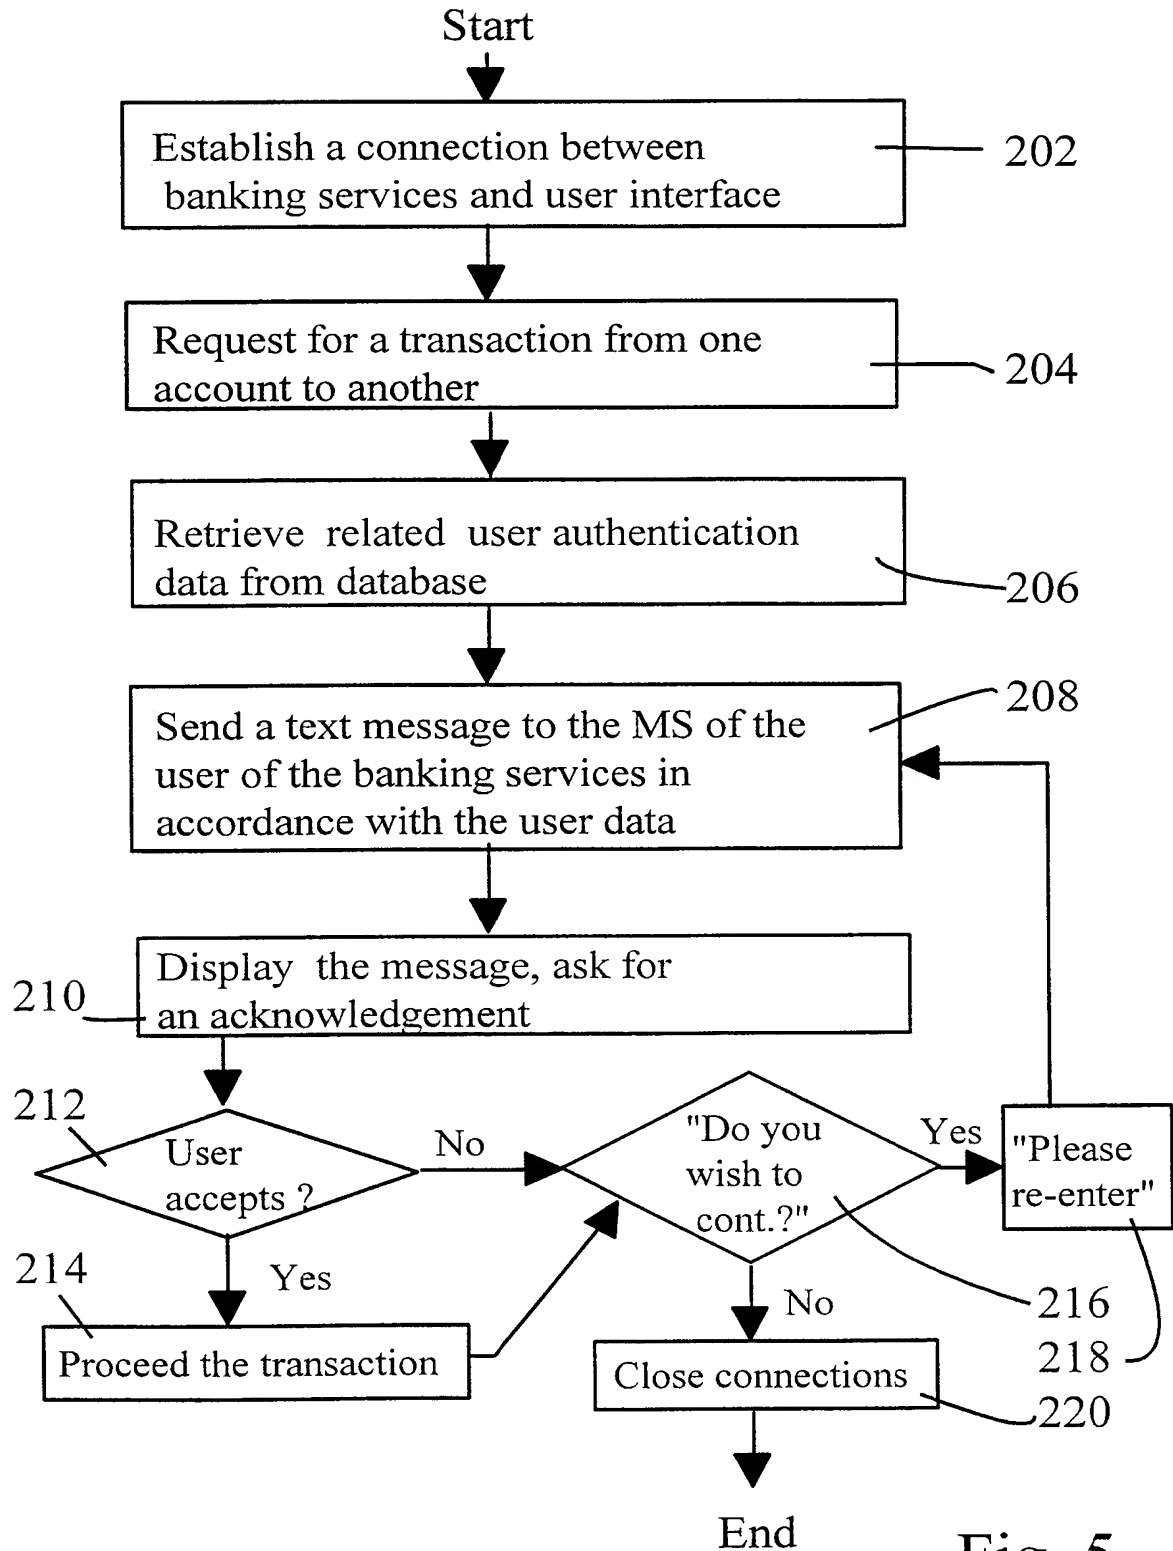 Start
Establish a connection between
banking services and user interface
202
Request for a transaction from one
account to another
204
Retrieve related user authentication
data from database
206
Send a text message to the MS of the
user of the banking services in
accordance with the user data
208
Display the message, ask for
an acknowledgement
210
212
User
accepts ?
No
"Do you
wish to
cont.?"
Yes
"Please
re-enter"
214
Yes
Proceed the transaction
No
216
218
Close connections
220
End
Fig. 5